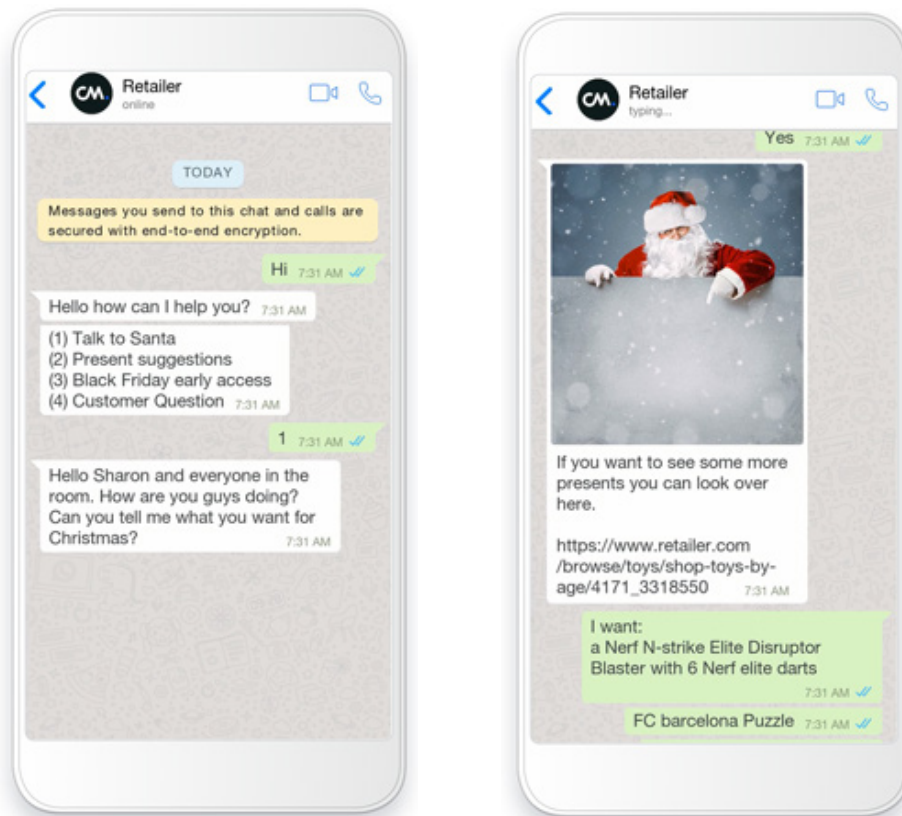 CM.
Retailer
online
TODAY
Messages you send to this chat and calls are
secured with end-to-end encryption.
Hi 7:31 AM
Hello how can I help you? 7:31 AM
(1) Talk to Santa
(2) Present suggestions
(3) Black Friday early access
(4) Customer Question 7:31 AM
1 7:31 AM
Hello Sharon and everyone in the
room. How are you guys doing?
Can you tell me what you want for
Christmas? 7:31 AM
CM.
Retailer
typing...
Yes 7:31 AM
If you want to see some more
presents you can look over
here.
https://www.retailer.com
/browse/toys/shop-toys-by-
age/4171_3318550 7:31 AM
I want:
a Nerf N-strike Elite Disruptor
Blaster with 6 Nerf elite darts
7:31 AM
FC barcelona Puzzle 7:31 AM